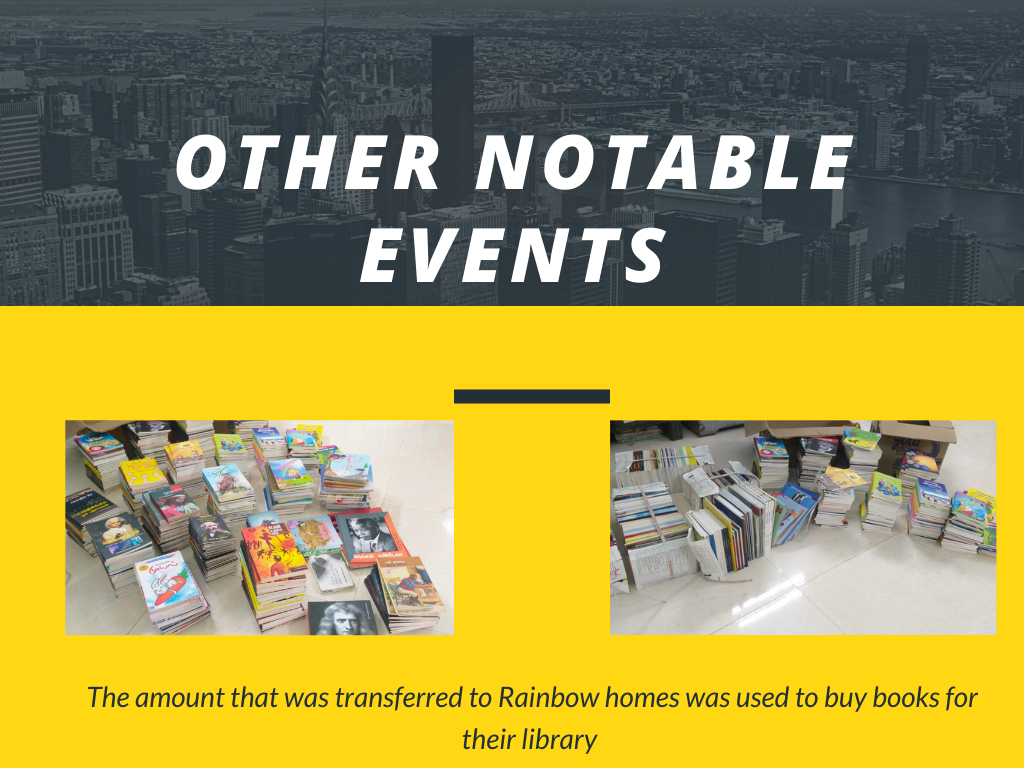 OTHER NOTABLE
EVENTS
The amount that was transferred to Rainbow homes was used to buy books for
their library